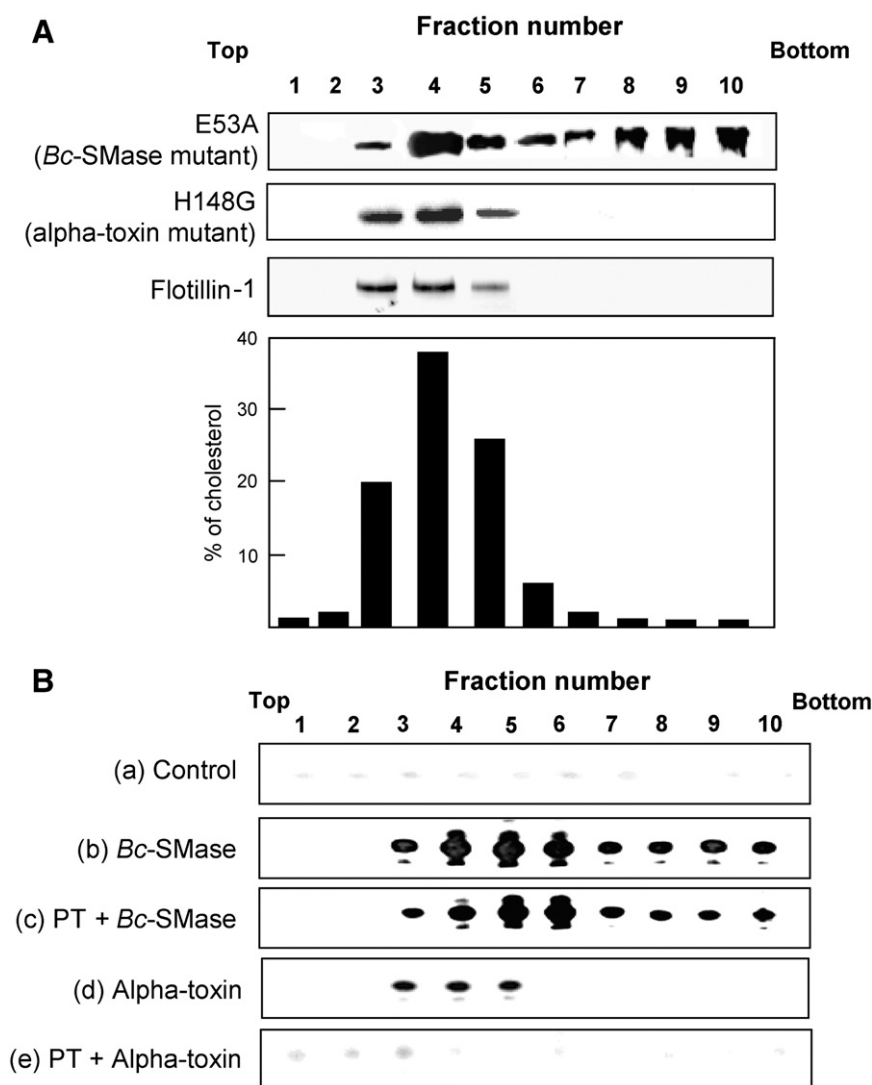 A
Fraction number
Top
Bottom
1 2 3 4 5 6 7 8 9 10
E53A
(Bc-SMase mutant)
H148G
(alpha-toxin mutant)
Flotillin-1
40
30
20
10
% of cholesterol
B
Fraction number
Top
Bottom
1 2 3 4 5 6 7 8 9 10
(a) Control
(b) Bc-SMase
(c) PT + Bc-SMase
(d) Alpha-toxin
(e) PT + Alpha-toxin